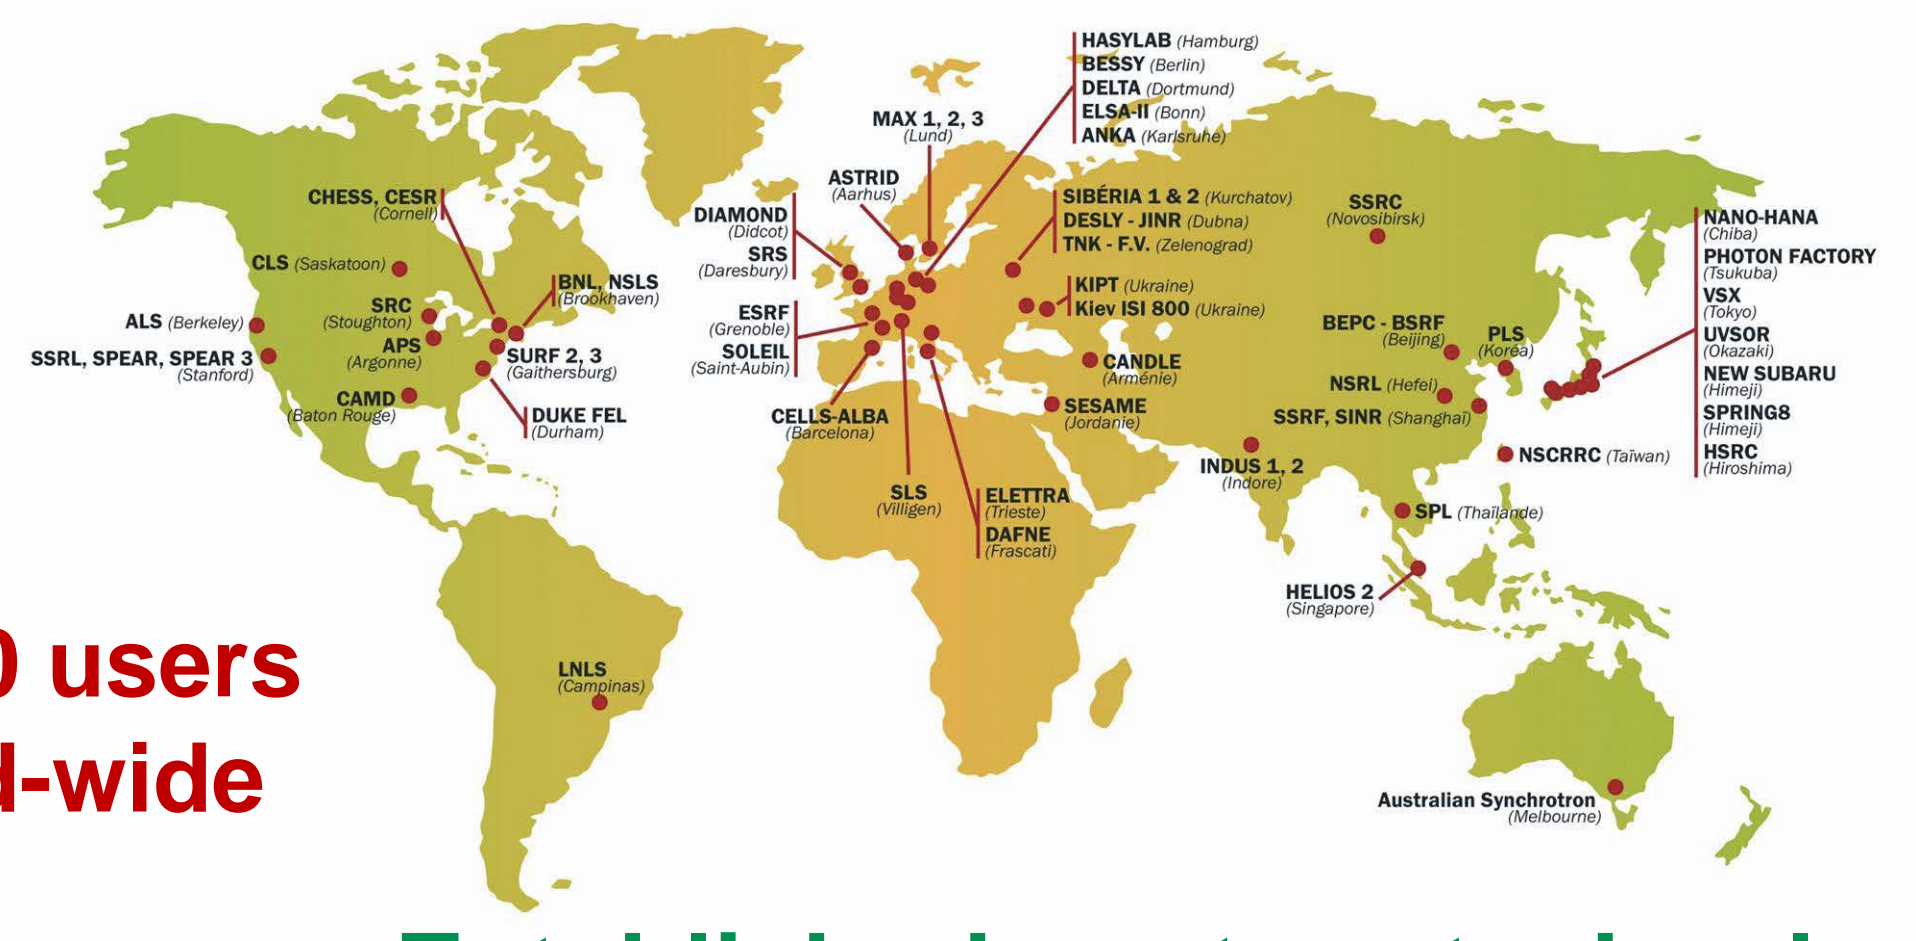 HASYLAB (Hamburg)
BESSY (Berlin)
DELTA (Dortmund)
ELSA-II (Bonn)
ANKA (Karlsruhe)
MAX 1, 2, 3
(Lund)
ASTRID
(Aarhus)
DIAMOND
(Didcot)
SRS
(Daresbury)
SIBÉRIA 1 & 2 (Kurchatov)
DESLY - JINR (Dubna)
TNK - F.V. (Zelenograd)
SSRC
(Novosibirsk)
CHESS, CESR
(Cornell)
CLS (Saskatoon)
BNL, NSLS
(Brookhaven)
SRC
(Stoughton)
ALS (Berkeley)
APS
(Argonne)
SSRL, SPEAR, SPEAR 3
(Stanford)
SURF 2, 3
(Gaithersburg)
CAMD
(Baton Rouge)
DUKE FEL
(Durham)
ESRF
(Grenoble)
SOLEIL
(Saint-Aubin)
KIPT (Ukraine)
Kiev ISI 800 (Ukraine)
CANDLE
(Arménie)
SESAME
(Jordanie)
CELLS-ALBA
(Barcelona)
SLS
(Villigen)
ELETTRA
(Trieste)
DAFNE
(Frascati)
BEPC - BSRF
(Beijing)
PLS
(Koréa)
NSRL (Hefei)
SSRF, SINR (Shanghaï)
INDUS 1, 2
(Indore)
NSCRRC (Taïwan)
SPL (Thaïlande)
HELIOS 2
(Singapore)
NANO-HANA
(Chiba)
PHOTON FACTORY
(Tsukuba)
VSX
(Tokyo)
UVSOR
(Okazaki)
NEW SUBARU
(Himeji)
SPRING8
(Himeji)
HSRC
(Hiroshima)
LNLS
(Campinas)
Australian Synchrotron
(Melbourne)
0 users
d-wide